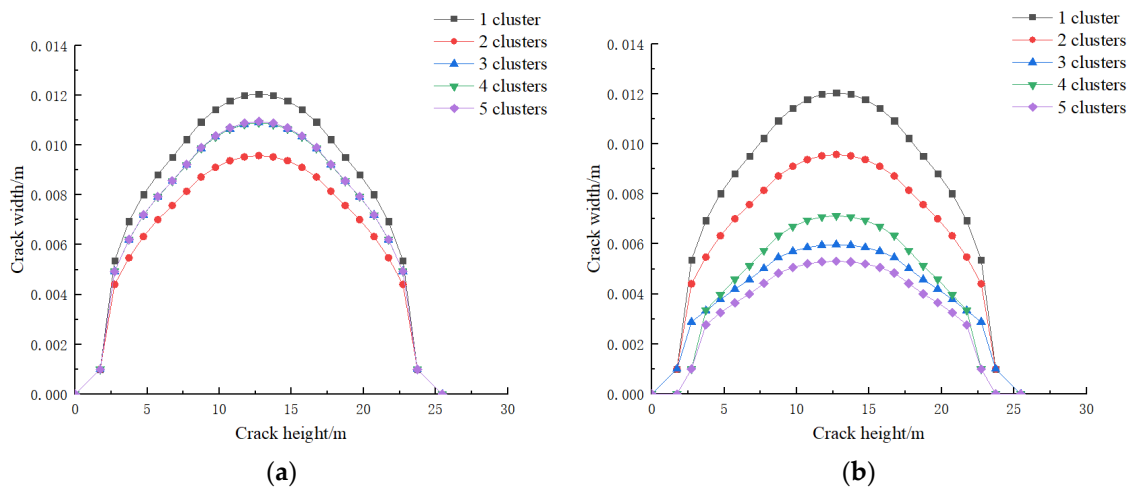 1 cluster
2 clusters
3 clusters
4 clusters
5 clusters
0.014
0.012
0.010
0.008
0.006
0.004
0.002
0.000
Crack width/m
0 5 10 15 20 25 30
Crack height/m
(a)
1 cluster
2 clusters
3 clusters
4 clusters
5 clusters
0.014
0.012
0.010
0.008
0.006
0.004
0.002
0.000
Crack width/m
0 5 10 15 20 25 30
Crack height/m
(b)